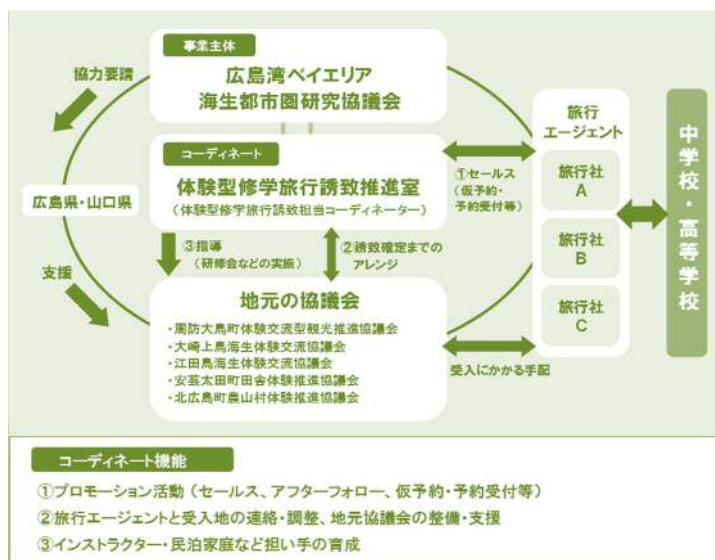 事業主体
広島湾ベイエリア
海生都市圏研究協議会
協力要請
コーディネート
体験型修学旅行誘致推進室
(体験型修学旅行誘致担当コーディネーター)
広島県・山口県
①セールス
(仮予約・
予約受付等)
旅行
エージェント
旅行社
A
旅行社
B
旅行社
C
中学校・高等学校
③指導
(研修会などの実施)
②誘致確定までの
アレンジ
支援
地元の協議会
・周防大島町体験交流型観光推進協議会
・大崎上島海生体験交流協議会
・江田島海生体験交流協議会
・安芸太田町田舎体験推進協議会
・北広島町農山村体験推進協議会
受入にかかる手配
コーディネート機能
①プロモーション活動(セールス、アフターフォロー、仮予約・予約受付等)
②旅行エージェントと受入地の連絡・調整、地元協議会の整備・支援
③インストラクター・民泊家庭など担い手の育成